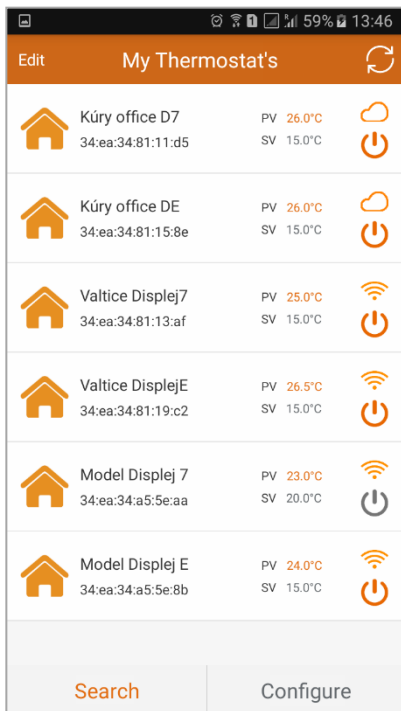 59% 13:46
Edit My Thermostat's
Kúry office D7 PV 26.0°C
34:ea:34:81:11:d5 SV 15.0°C
Kúry office DE PV 26.0°C
34:ea:34:81:15:8e SV 15.0°C
Valtice Displej7 PV 25.0°C
34:ea:34:81:13:af SV 15.0°C
Valtice DisplejE PV 26.5°C
34:ea:34:81:19:c2 SV 15.0°C
Model Displej 7 PV 23.0°C
34:ea:34:a5:5e:aa SV 20.0°C
Model Displej E PV 24.0°C
34:ea:34:a5:5e:8b SV 15.0°C
Search Configure